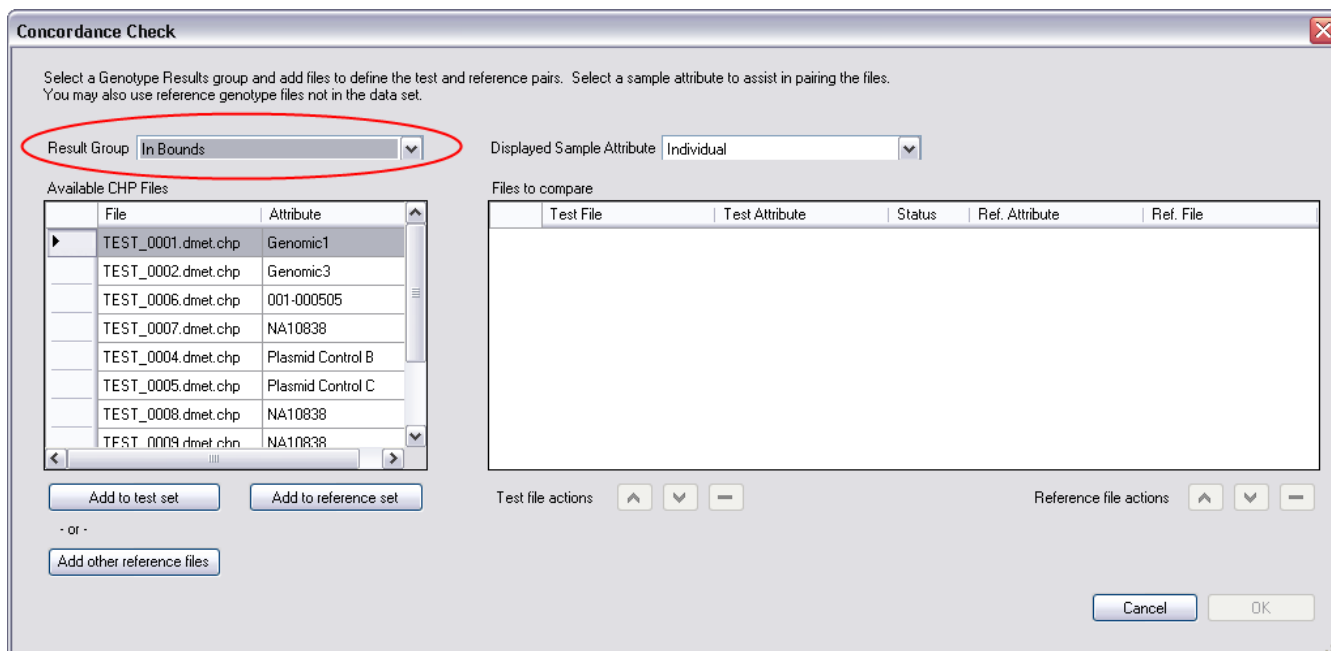 Concordance Check
Select a Genotype Results group and add files to define the test and reference pairs.  Select a sample attribute to assist in pairing the files.
You may also use reference genotype files not in the data set.
Result Group In Bounds
Displayed Sample Attribute Individual
Available CHP Files
File Attribute
TEST_0001.dmet.chp Genomic1
TEST_0002.dmet.chp Genomic3
TEST_0006.dmet.chp 001-000505
TEST_0007.dmet.chp NA10838
TEST_0004.dmet.chp Plasmid Control B
TEST_0005.dmet.chp Plasmid Control C
TEST_0008.dmet.chp NA10838
TEST_0009.dmet.chp NA10838
Files to compare
Test File Test Attribute Status Ref. Attribute Ref. File
Add to test set Add to reference set
Test file actions
Reference file actions
- or -
Add other reference files
Cancel OK